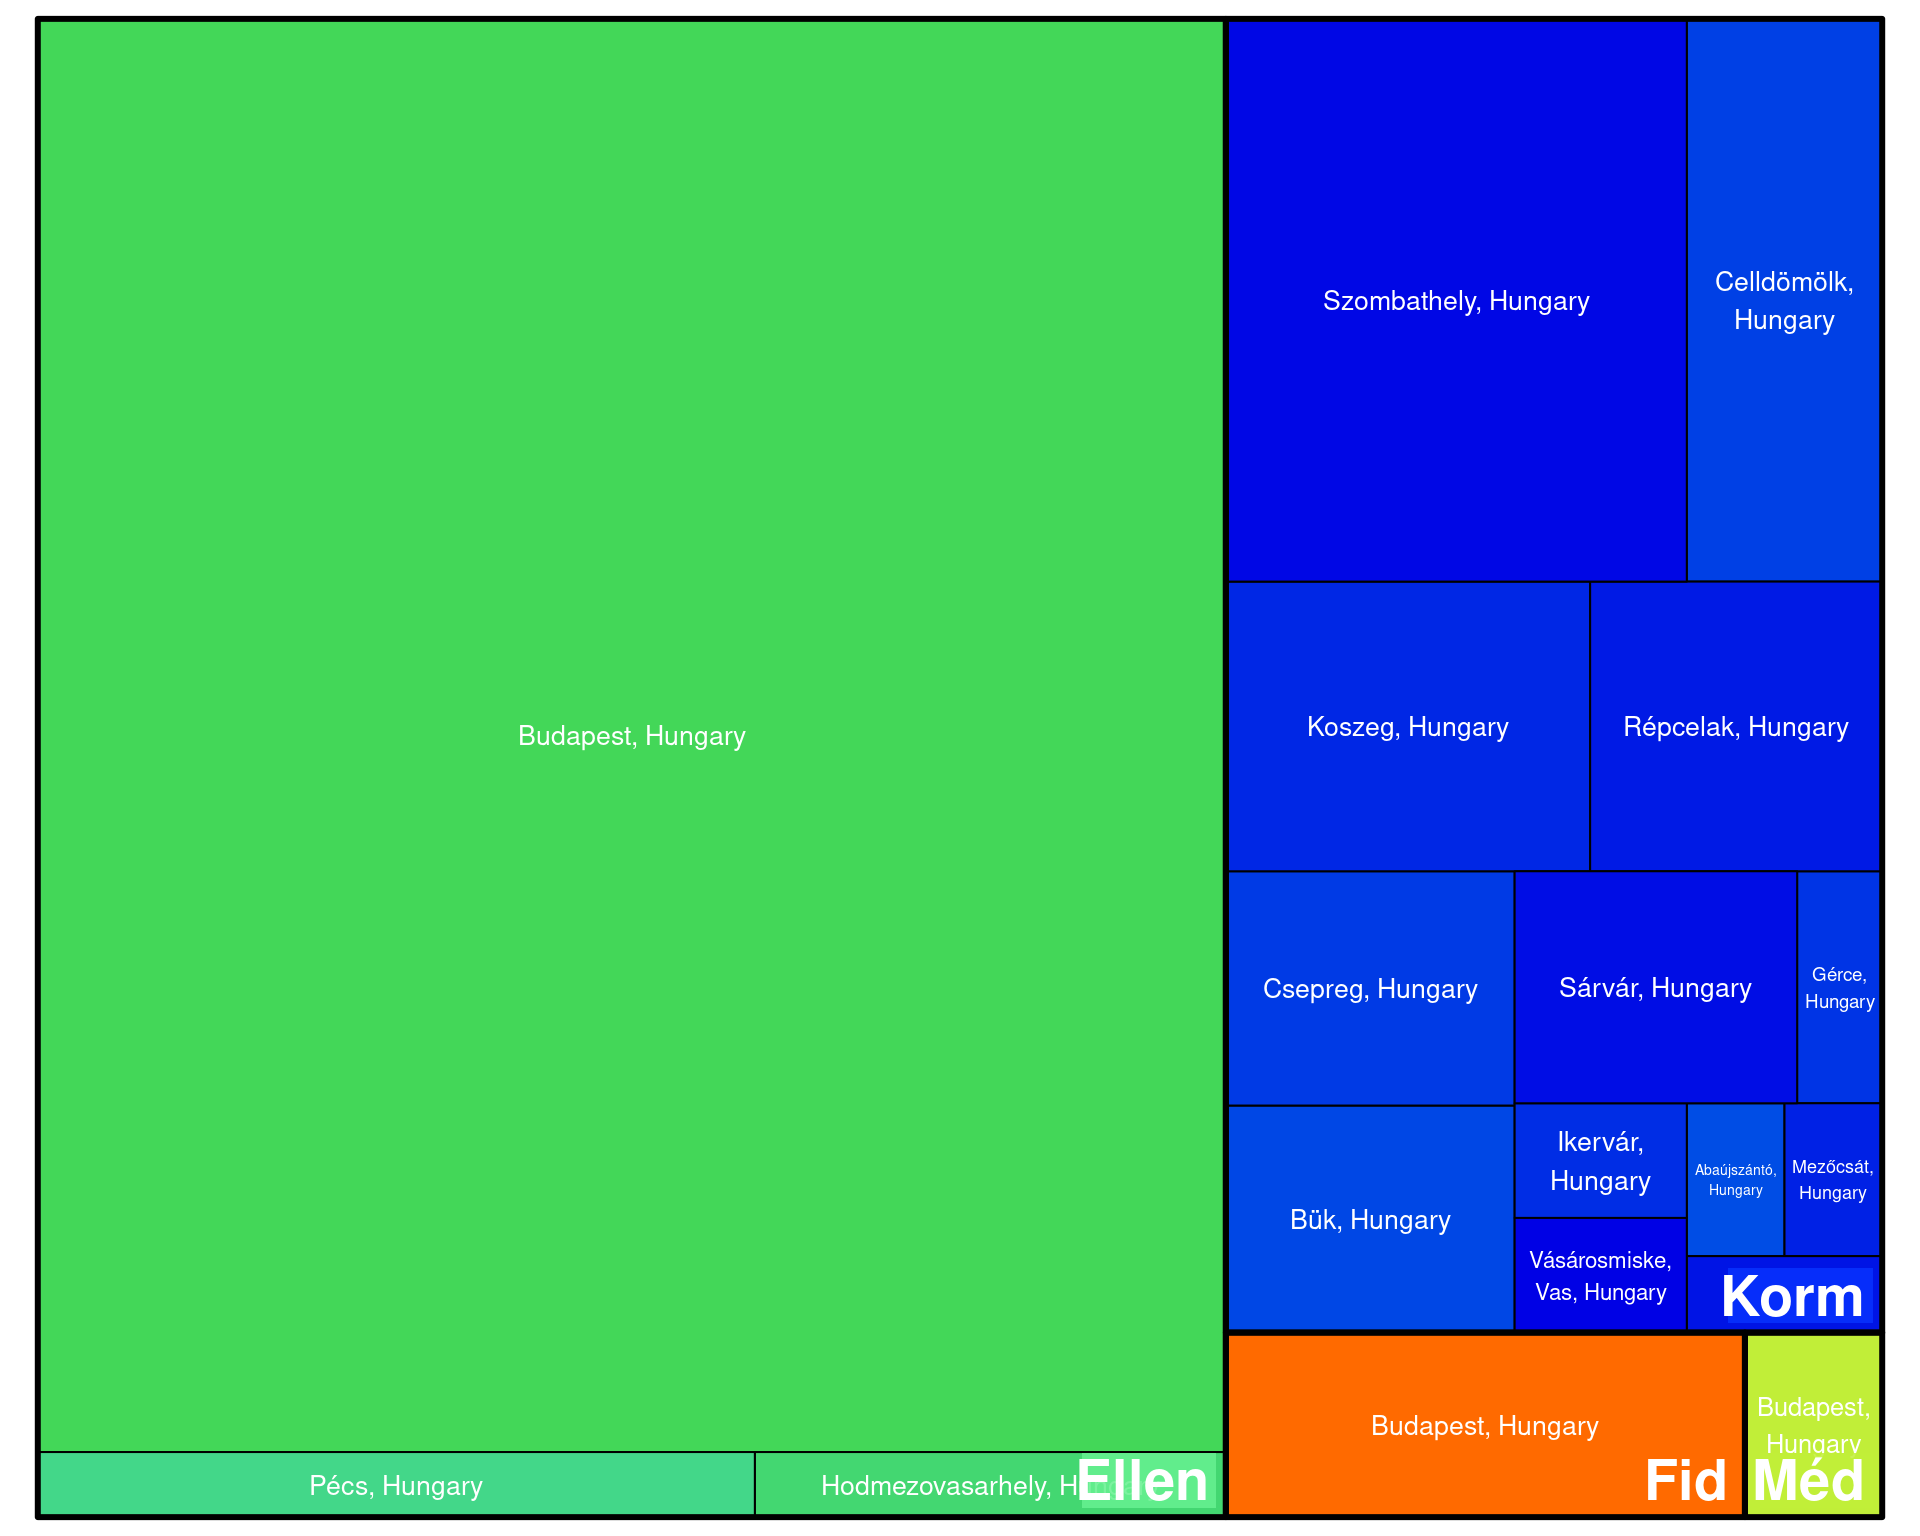 Budapest, Hungary
Pécs, Hungary
Hodmezovasarhely,
Ellen
Szombathely, Hungary
Celldömölk,
Hungary
Koszeg, Hungary
Répcelak, Hungary
Csepreg, Hungary
Sárvár, Hungary
Gérce,
Hungary
Bük, Hungary
Ikervár,
Hungary
Abaújszántó,
Hungary
Mezőcsát,
Hungary
Vásárosmiske,
Vas, Hungary
Korm
Budapest, Hungary
Fid
Budapest,
Hungary
Méd